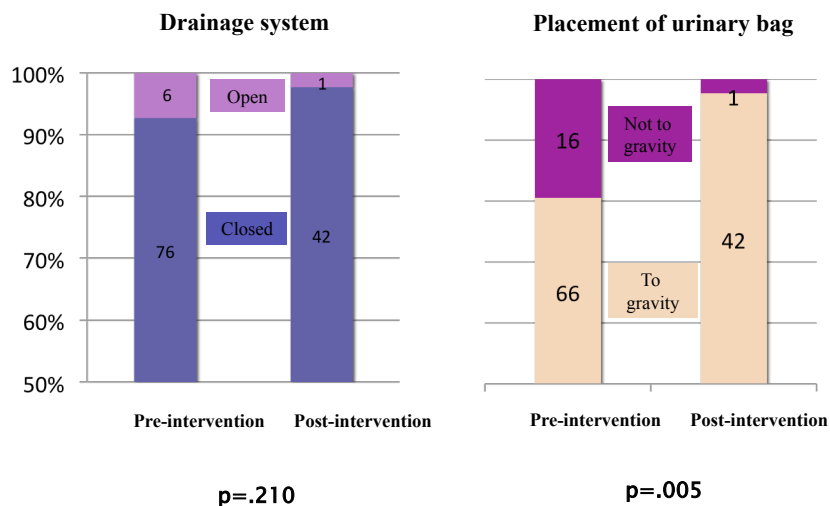 Drainage system
100%
90%
80%
70%
60%
50%
6
Open
1
Closed
76
42
Pre-intervention
Post-intervention
p=.210
Placement of urinary bag
16
Not to
gravity
1
66
To
gravity
42
Pre-intervention
Post-intervention
p=.005